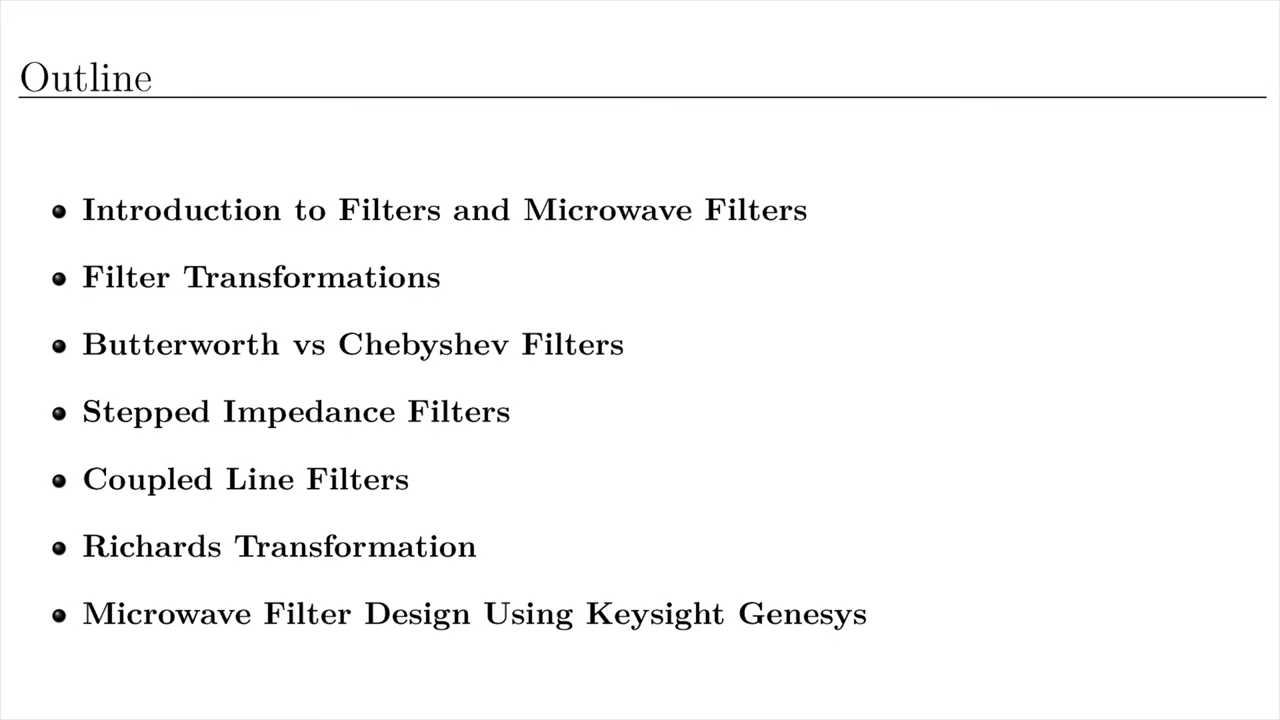 Outline
Introduction to Filters and Microwave Filters
Filter Transformations
Butterworth vs Chebyshev Filters
Stepped Impedance Filters
Coupled Line Filters
Richards Transformation
Microwave Filter Design Using Keysight Genesys